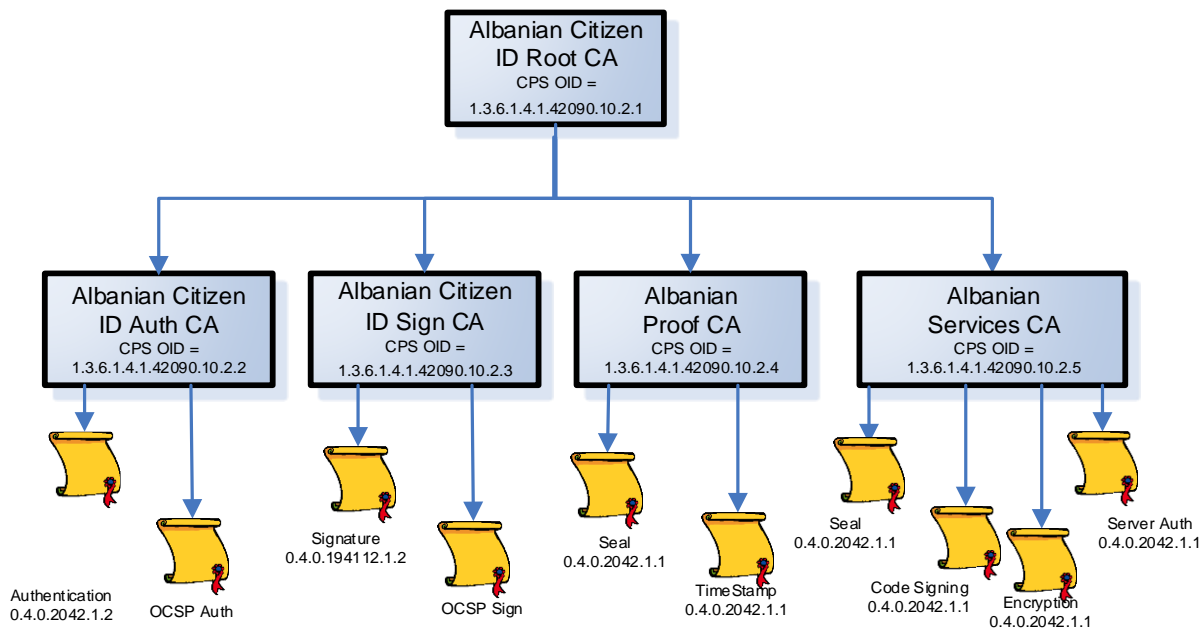 Albanian Citizen
ID Root CA
CPS OID =
1.3.6.1.4.1.42090.10.2.1
Albanian Citizen
ID Auth CA
CPS OID =
1.3.6.1.4.1.42090.10.2.2
Albanian Citizen
ID Sign CA
CPS OID =
1.3.6.1.4.1.42090.10.2.3
Albanian
Proof CA
CPS OID =
1.3.6.1.4.1.42090.10.2.4
Albanian
Services CA
CPS OID =
1.3.6.1.4.1.42090.10.2.5
Authentication
0.4.0.2042.1.2
OCSP Auth
Signature
0.4.0.194112.1.2
OCSP Sign
Seal
0.4.0.2042.1.1
TimeStamp
0.4.0.2042.1.1
Seal
0.4.0.2042.1.1
Code Signing
0.4.0.2042.1.1
Encryption
0.4.0.2042.1.1
Server Auth
0.4.0.2042.1.1